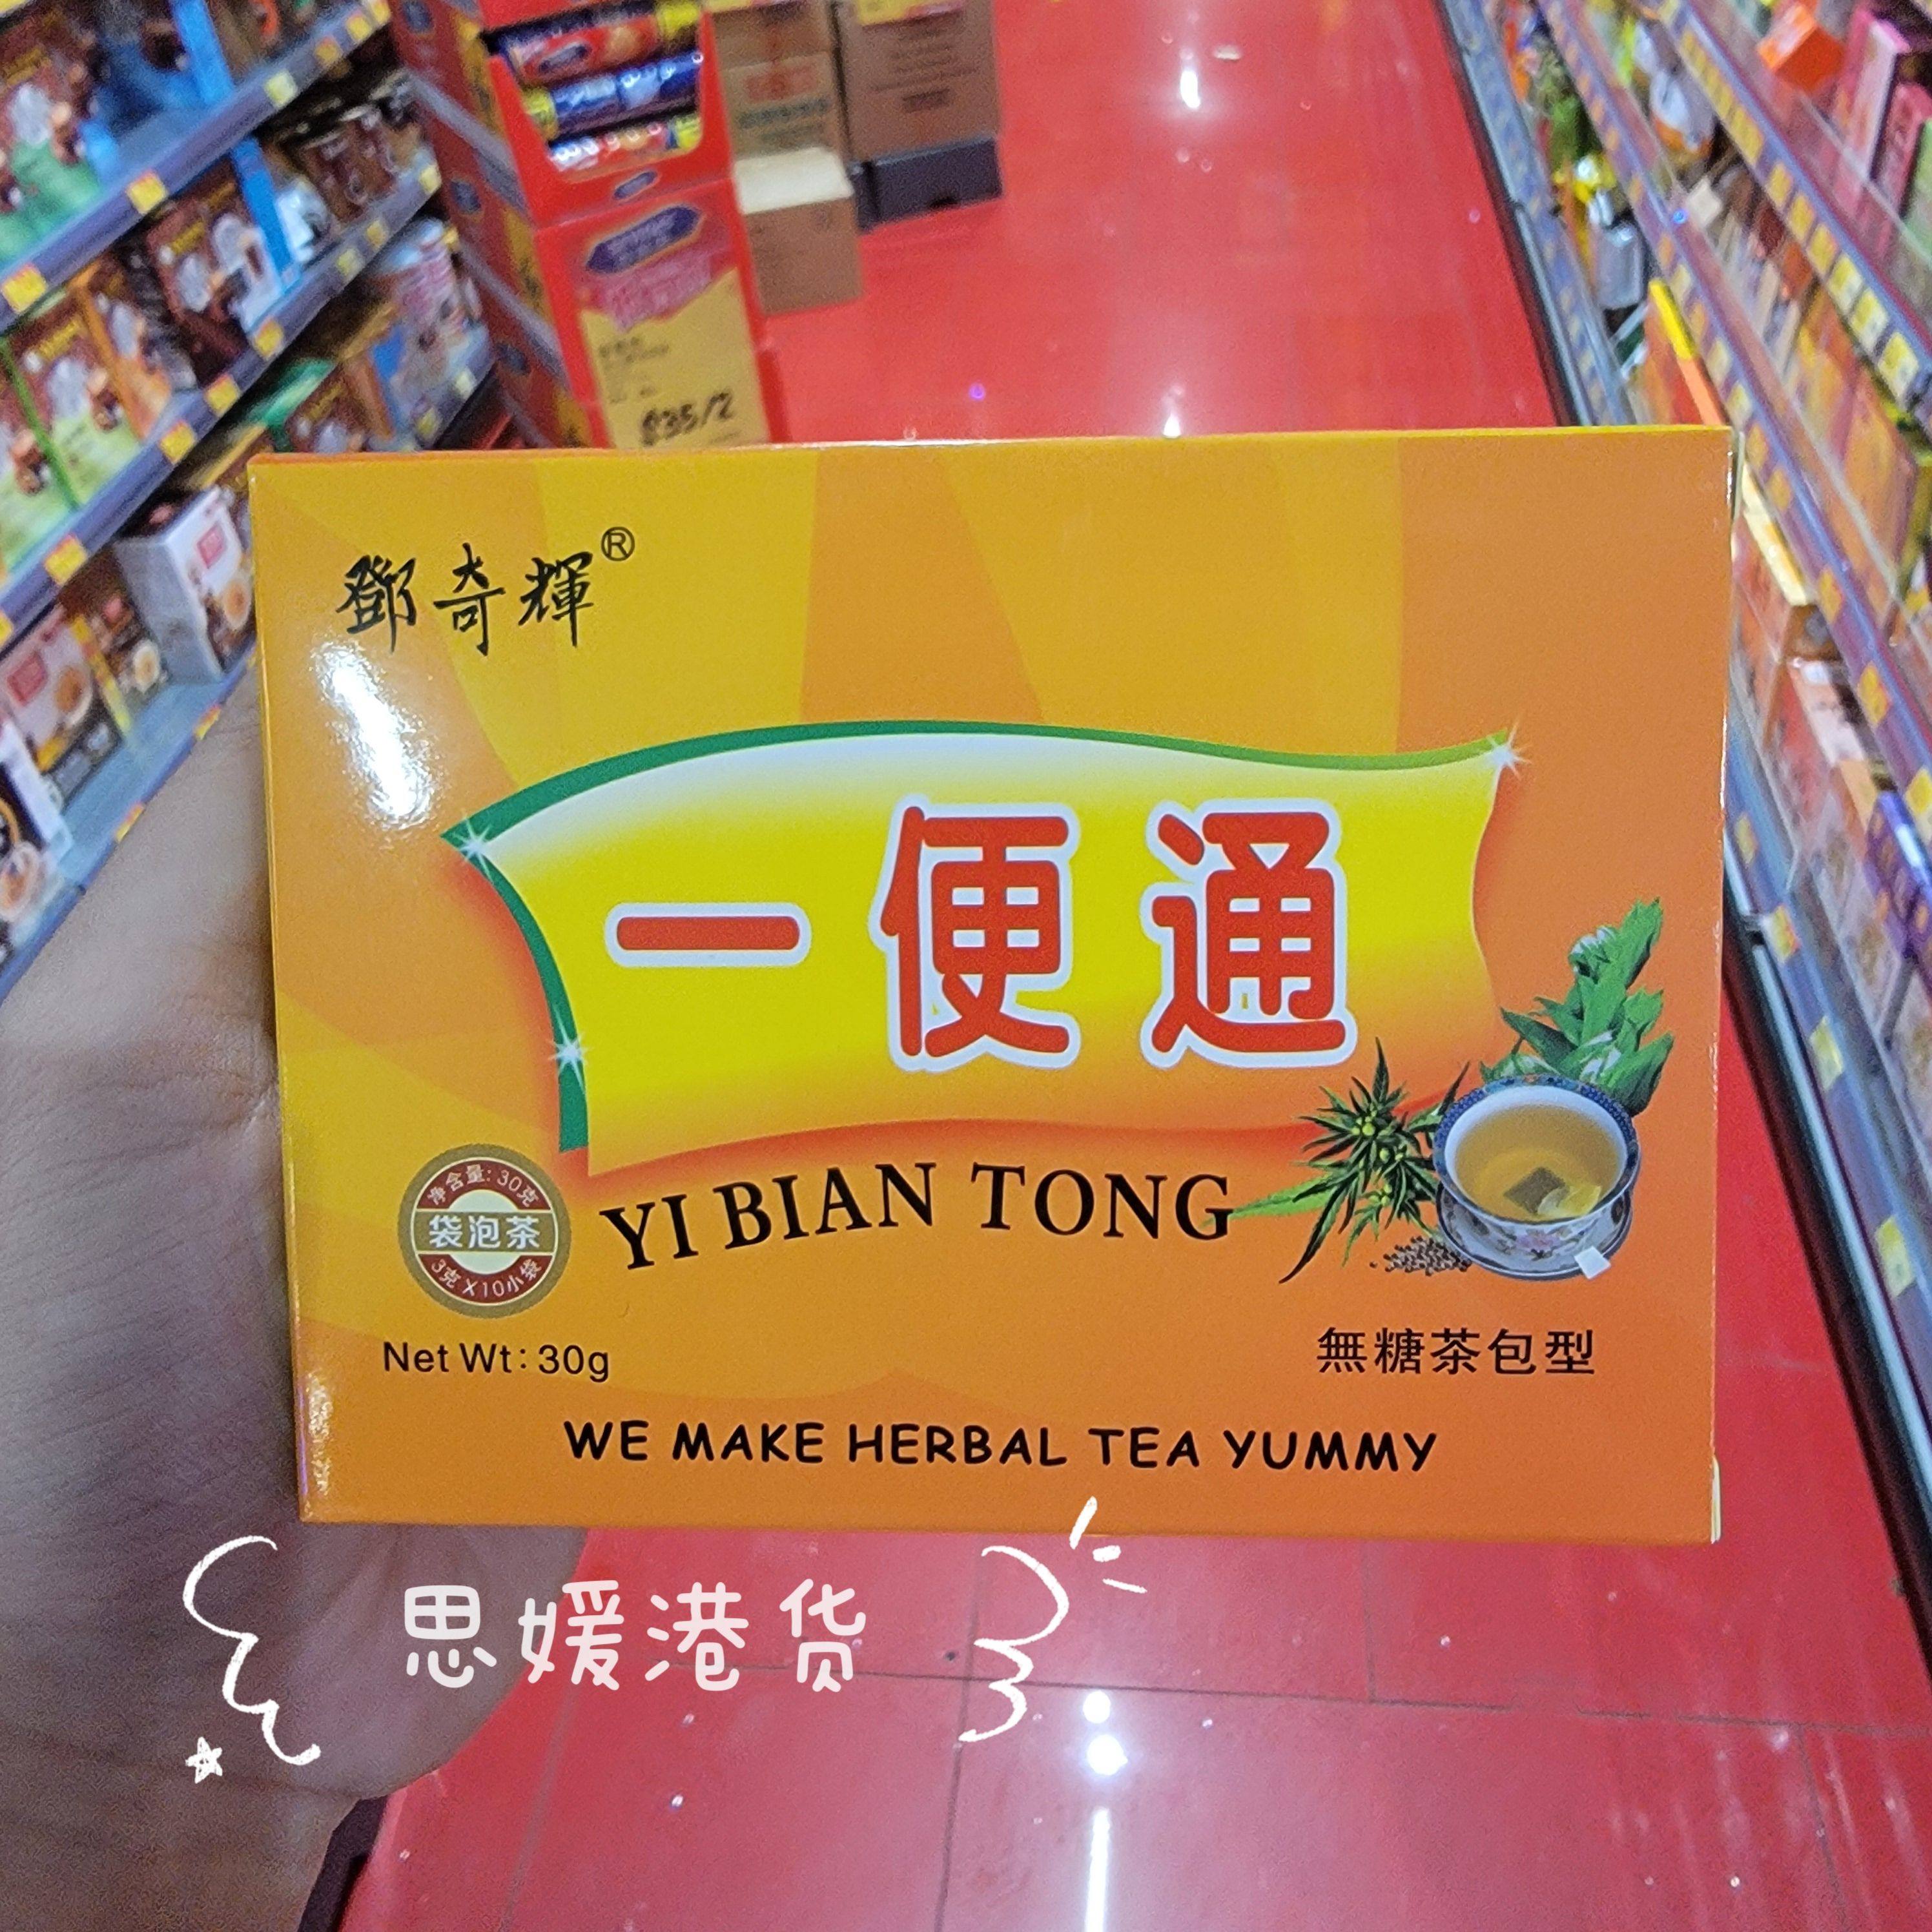 $35/2
鄧奇輝®
一便通
YI BIAN TONG
净含量:30克
袋泡茶
3克X10小袋
Net Wt:30g
無糖茶包型
WE MAKE HERBAL TEA YUMMY
思媛港货